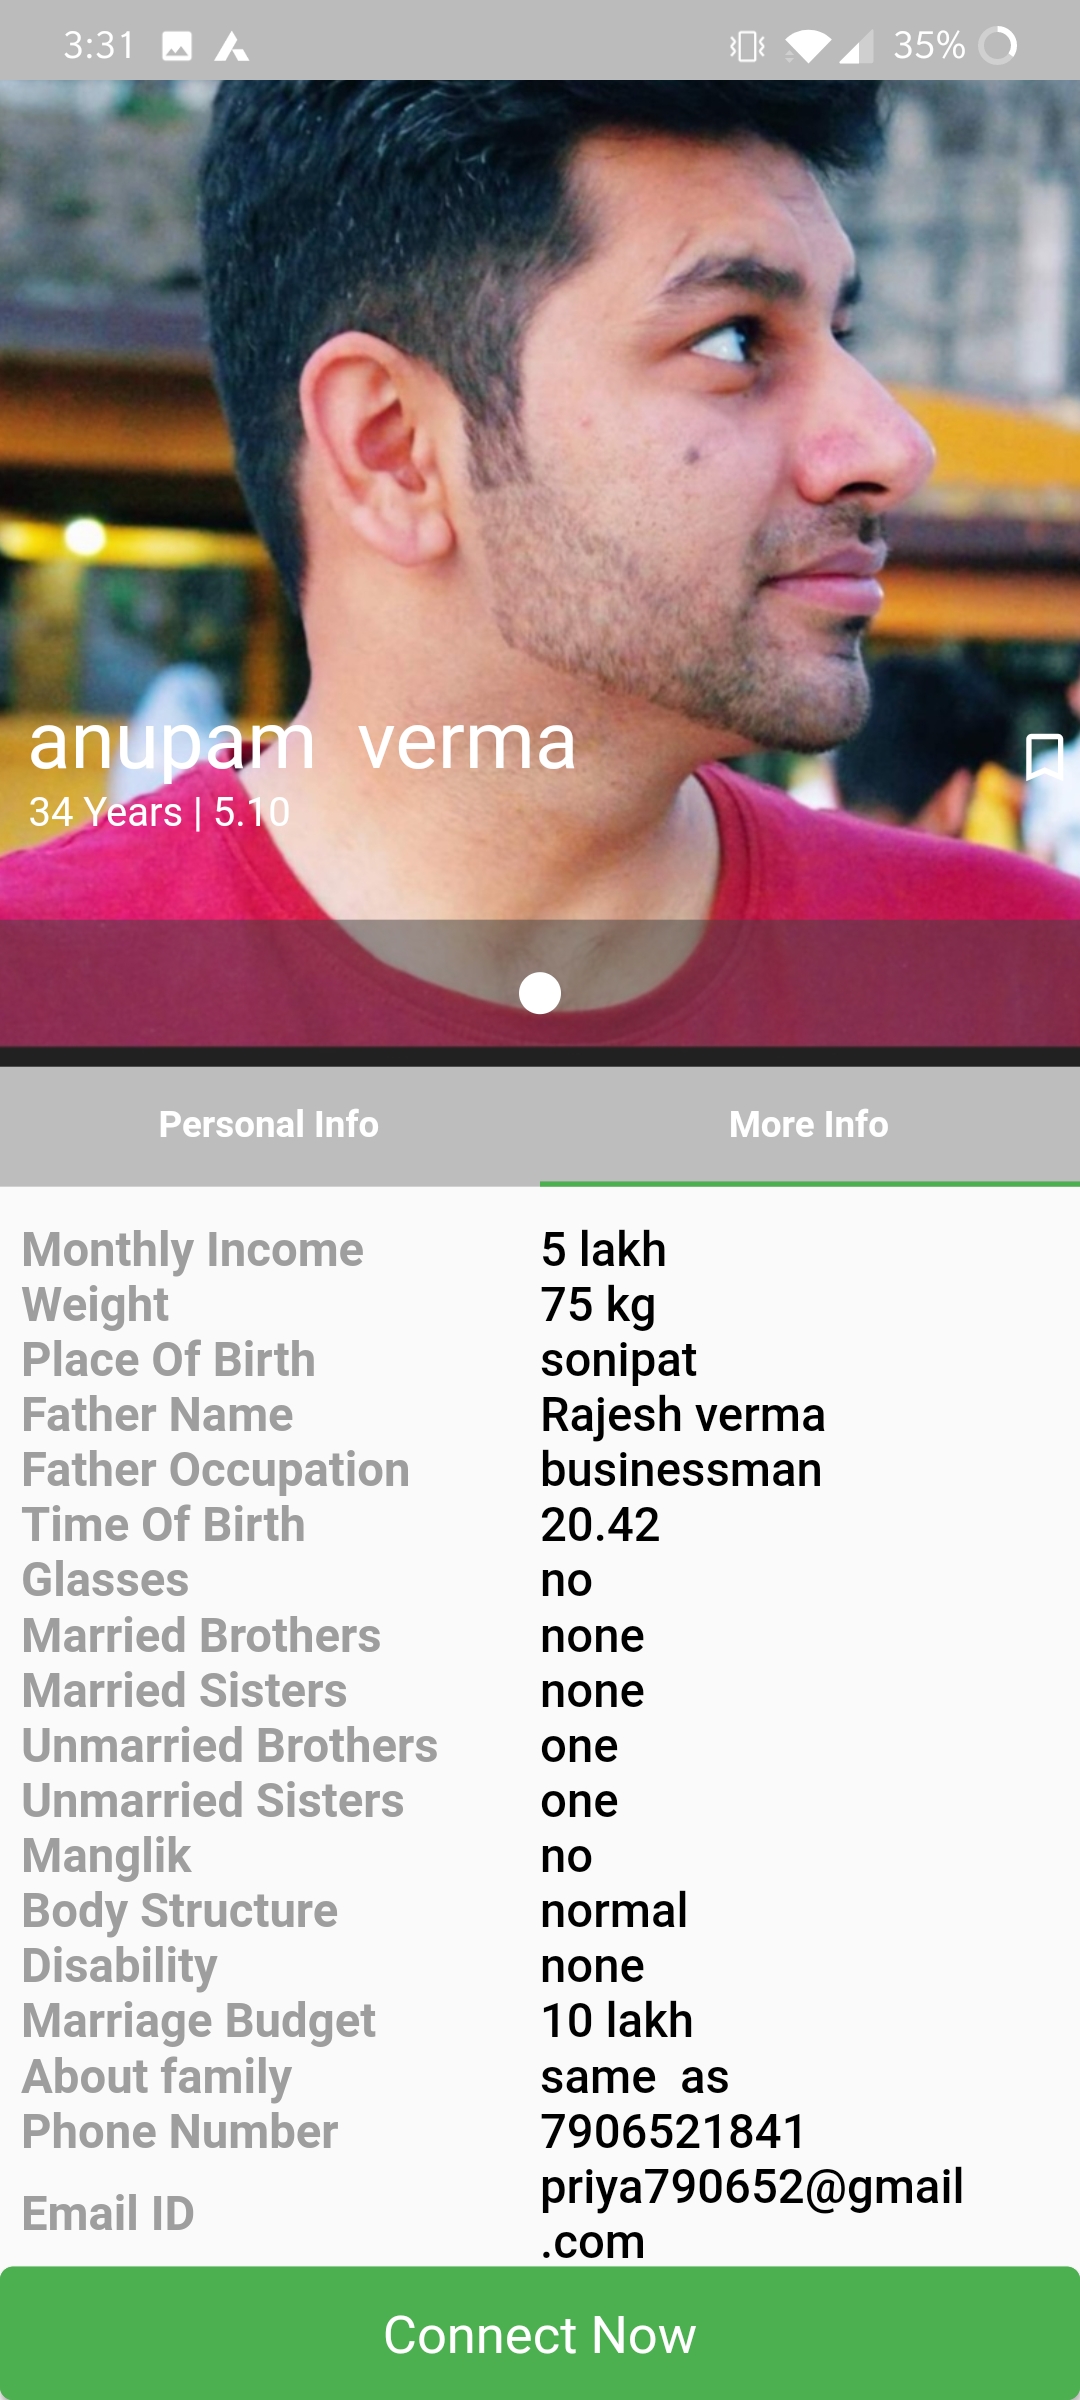 3:31 35%
anupam verma
34 Years | 5.10
Personal Info More Info
Monthly Income 5 lakh
Weight 75 kg
Place Of Birth sonipat
Father Name Rajesh verma
Father Occupation businessman
Time Of Birth 20.42
Glasses no
Married Brothers none
Married Sisters none
Unmarried Brothers one
Unmarried Sisters one
Manglik no
Body Structure normal
Disability none
Marriage Budget 10 lakh
About family same as
Phone Number 7906521841
Email ID priya790652@gmail
.com
Connect Now